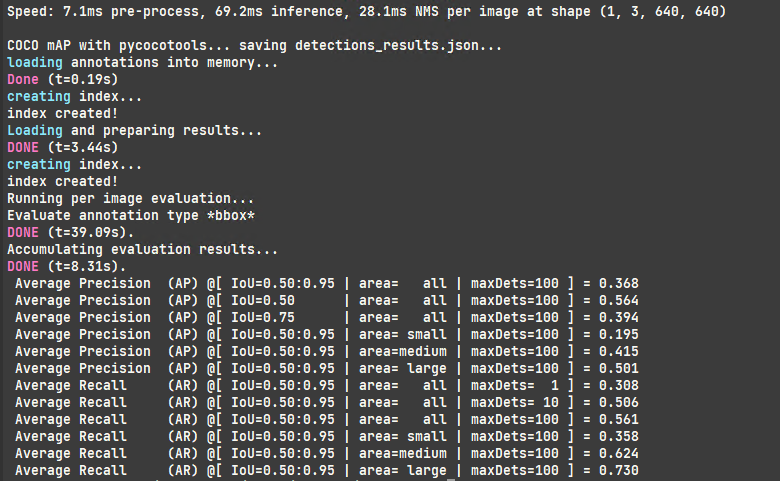 Speed: 7.1ms pre-process, 69.2ms inference, 28.1ms NMS per image at shape (1, 3, 640, 640)

COCO mAP with pycocotools... saving detections_results.json...
loading annotations into memory...
Done (t=0.19s)
creating index...
index created!
Loading and preparing results...
DONE (t=3.44s)
creating index...
index created!
Running per image evaluation...
Evaluate annotation type *bbox*
DONE (t=39.09s).
Accumulating evaluation results...
DONE (t=8.31s).
 Average Precision  (AP) @[ IoU=0.50:0.95 | area=   all | maxDets=100 ] = 0.368
 Average Precision  (AP) @[ IoU=0.50      | area=   all | maxDets=100 ] = 0.564
 Average Precision  (AP) @[ IoU=0.75      | area=   all | maxDets=100 ] = 0.394
 Average Precision  (AP) @[ IoU=0.50:0.95 | area= small | maxDets=100 ] = 0.195
 Average Precision  (AP) @[ IoU=0.50:0.95 | area=medium | maxDets=100 ] = 0.415
 Average Precision  (AP) @[ IoU=0.50:0.95 | area= large | maxDets=100 ] = 0.501
 Average Recall     (AR) @[ IoU=0.50:0.95 | area=   all | maxDets=  1 ] = 0.308
 Average Recall     (AR) @[ IoU=0.50:0.95 | area=   all | maxDets= 10 ] = 0.506
 Average Recall     (AR) @[ IoU=0.50:0.95 | area=   all | maxDets=100 ] = 0.561
 Average Recall     (AR) @[ IoU=0.50:0.95 | area= small | maxDets=100 ] = 0.358
 Average Recall     (AR) @[ IoU=0.50:0.95 | area=medium | maxDets=100 ] = 0.624
 Average Recall     (AR) @[ IoU=0.50:0.95 | area= large | maxDets=100 ] = 0.730